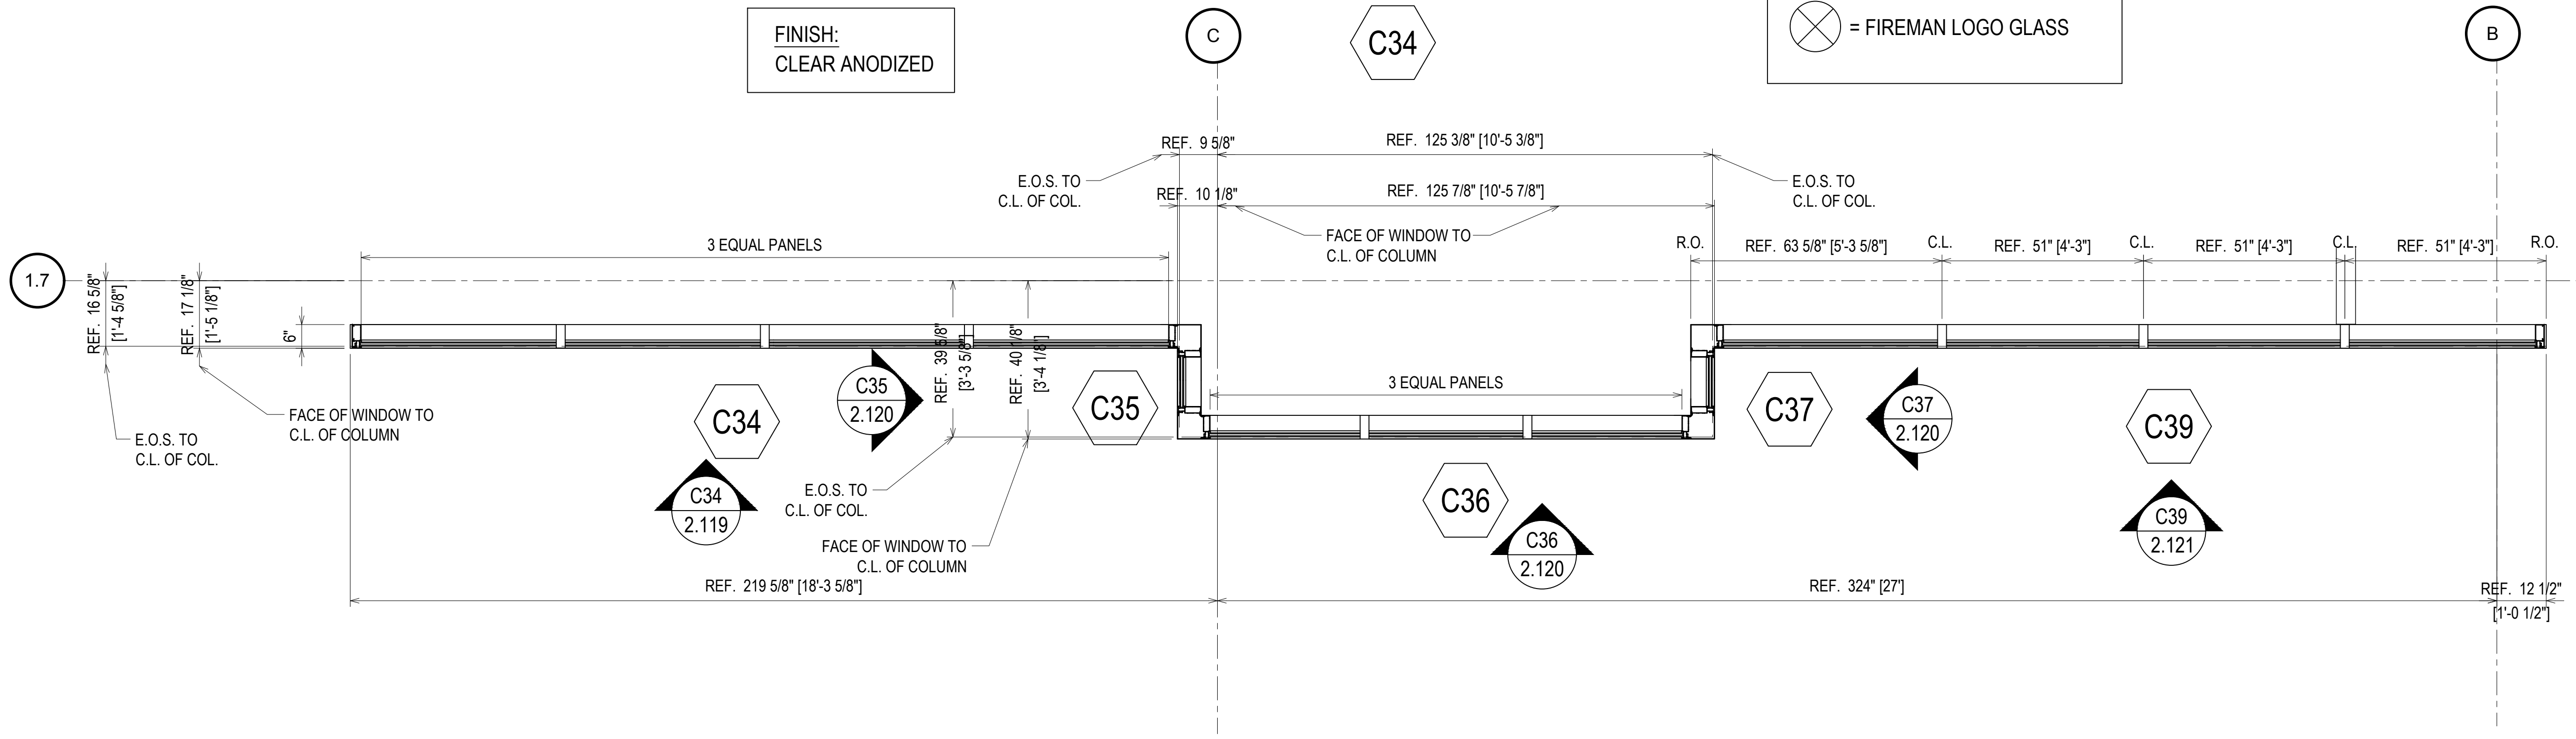 FINISH:
CLEAR ANODIZED
C
C34
= FIREMAN LOGO GLASS
B
REF. 9 5/8"
REF. 125 3/8" [10'-5 3/8"]
E.O.S. TO
C.L. OF COL.
E.O.S. TO
C.L. OF COL.
REF. 10 1/8"
REF. 125 7/8" [10'-5 7/8"]
FACE OF WINDOW TO
C.L. OF COLUMN
3 EQUAL PANELS
R.O.
REF. 63 5/8" [5'-3 5/8"]
C.L.
REF. 51" [4'-3"]
C.L.
REF. 51" [4'-3"]
C.L.
REF. 51" [4'-3"]
R.O.
1.7
REF. 16 5/8"
[1'-4 5/8"]
REF. 17 1/8"
[1'-5 1/8"]
6"
REF. 39 5/8"
[3'-3 5/8"]
REF. 40 1/8"
[3'-4 1/8"]
3 EQUAL PANELS
FACE OF WINDOW TO
C.L. OF COLUMN
E.O.S. TO
C.L. OF COL.
C34
C35
2.120
C35
C37
C37
2.120
C39
C34
2.119
E.O.S. TO
C.L. OF COL.
FACE OF WINDOW TO
C.L. OF COLUMN
C36
C36
2.120
C39
2.121
REF. 219 5/8" [18'-3 5/8"]
REF. 324" [27']
REF. 12 1/2"
[1'-0 1/2"]